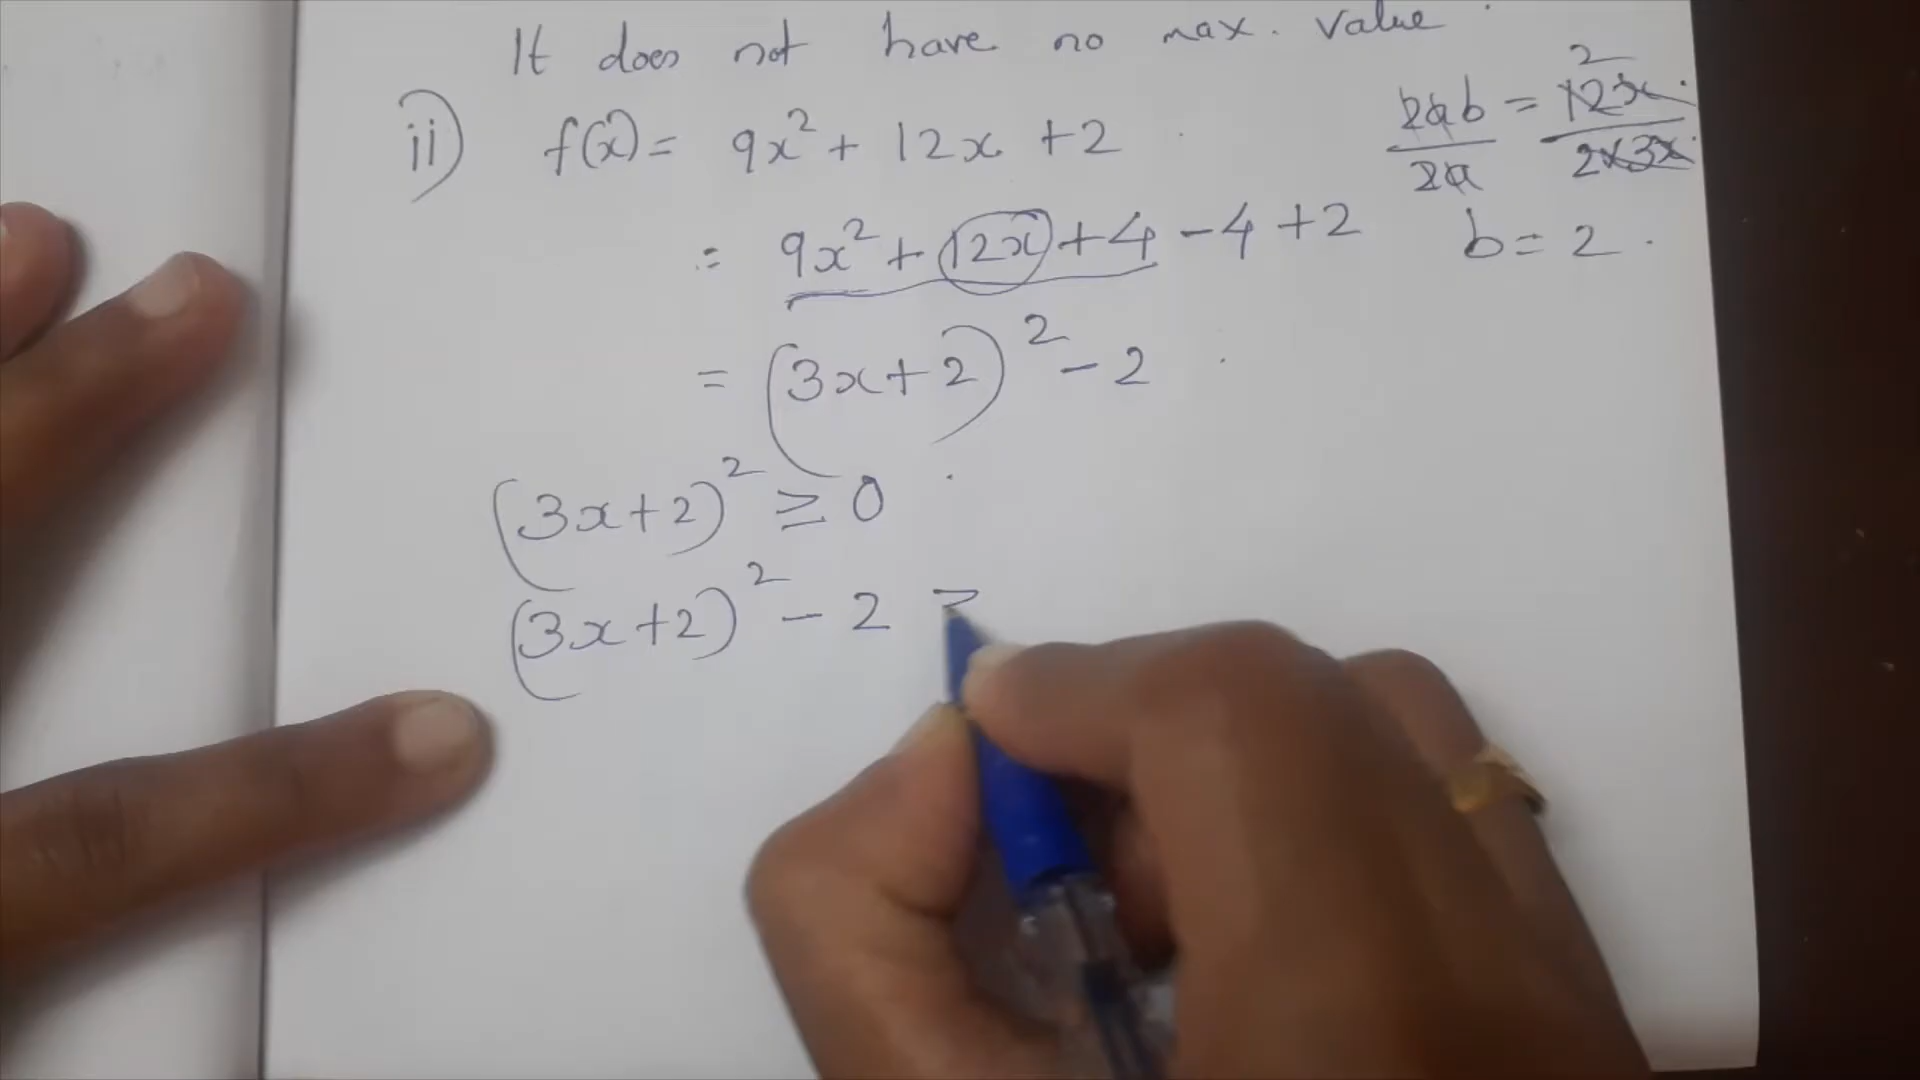 It does not have no max. value
ii) f(x) = 9x² + 12x + 2
= 9x² + 12x + 4 - 4 + 2
= (3x+2)² - 2
(3x+2)² ≥ 0
(3x+2)² - 2 ≥
2ab/2a = 12x/2x3x 2
b = 2